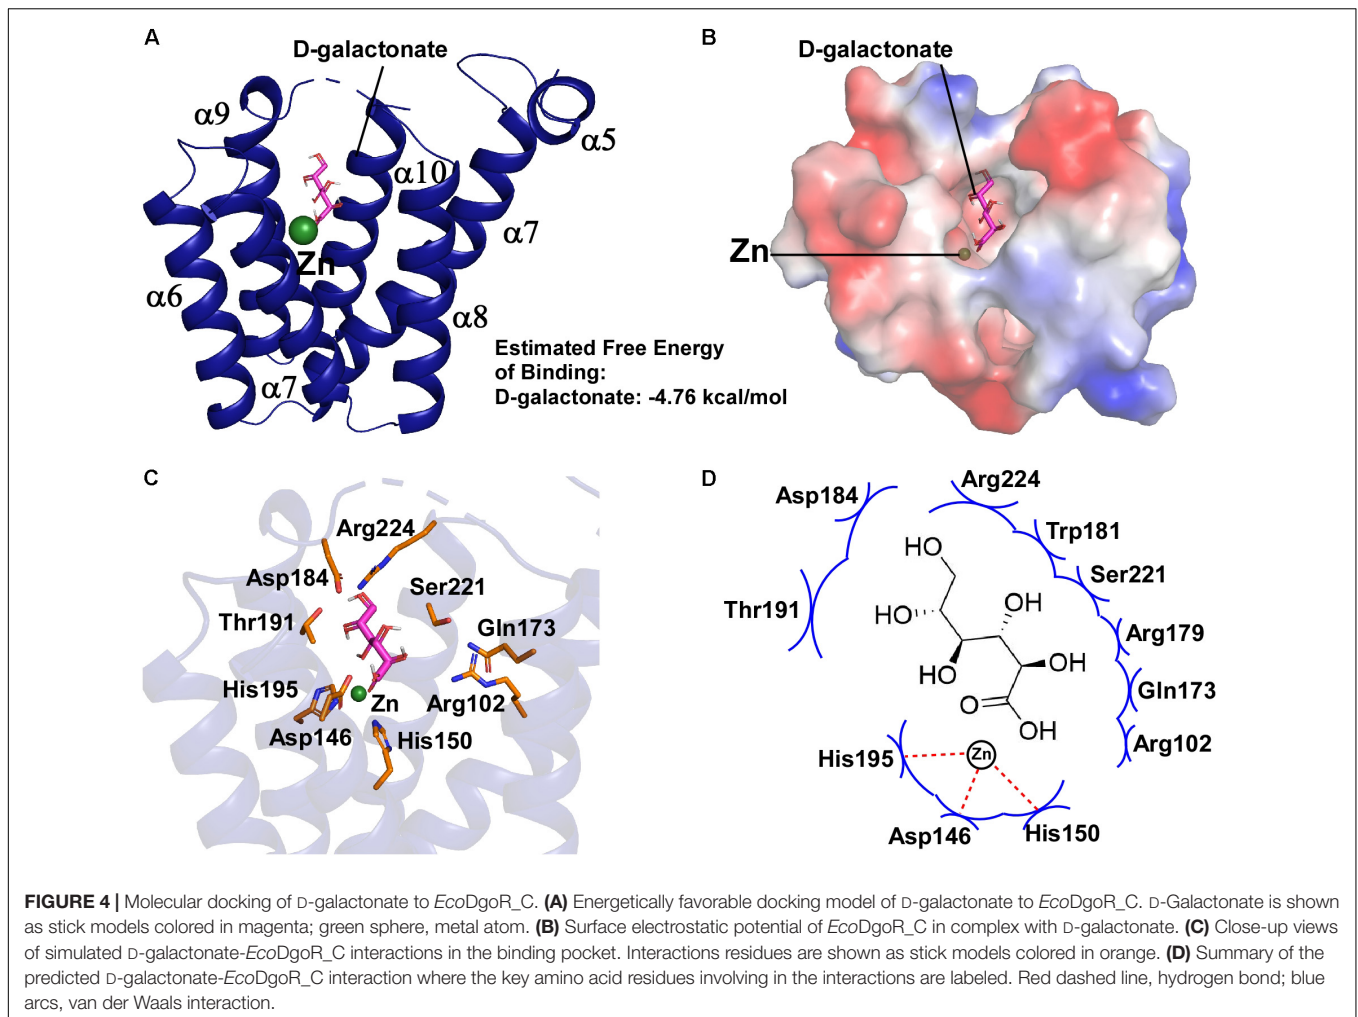 A
D-galactonate
α9
α5
α10
α7
Zn
α6
α8
α7
Estimated Free Energy
of Binding:
D-galactonate: -4.76 kcal/mol
B
D-galactonate
Zn
C
Arg224
Asp184
Ser221
Thr191
Gln173
His195
Zn
Arg102
Asp146
His150
D
Arg224
Asp184
Trp181
Ser221
HO
Thr191
HO
OH
Arg179
HO
OH
Gln173
O
OH
Arg102
His195
Zn
Asp146
His150
FIGURE 4 | Molecular docking of D-galactonate to EcoDgoR_C. (A) Energetically favorable docking model of D-galactonate to EcoDgoR_C. D-Galactonate is shown
as stick models colored in magenta; green sphere, metal atom. (B) Surface electrostatic potential of EcoDgoR_C in complex with D-galactonate. (C) Close-up views
of simulated D-galactonate-EcoDgoR_C interactions in the binding pocket. Interactions residues are shown as stick models colored in orange. (D) Summary of the
predicted D-galactonate-EcoDgoR_C interaction where the key amino acid residues involving in the interactions are labeled. Red dashed line, hydrogen bond; blue
arcs, van der Waals interaction.